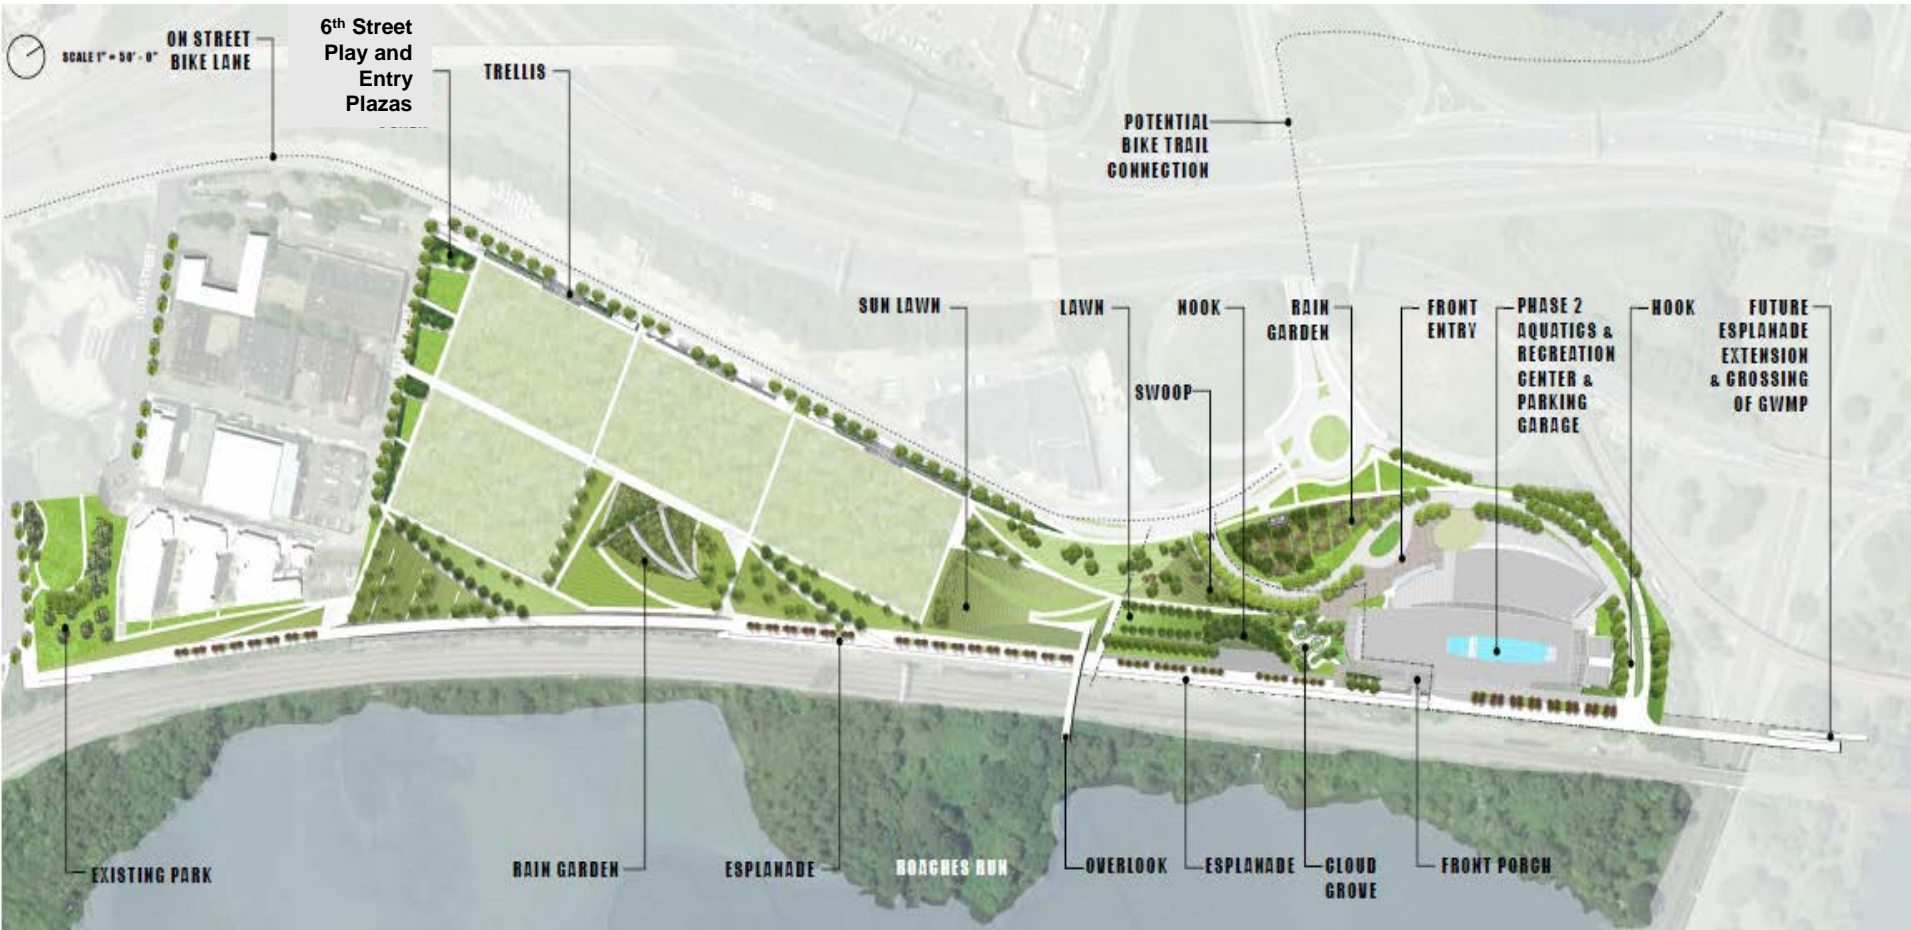 ON STREET
BIKE LANE
SCALE 1" = 50' - 0"
6th Street
Play and
Entry
Plazas
TRELLIS
POTENTIAL
BIKE TRAIL
CONNECTION
SUN LAWN
LAWN
NOOK
RAIN
GARDEN
FRONT
ENTRY
PHASE 2
AQUATICS &
RECREATION
CENTER &
PARKING
GARAGE
NOOK
FUTURE
ESPLANADE
EXTENSION
& CROSSING
OF GWMP
SWOOP
EXISTING PARK
RAIN GARDEN
ESPLANADE
ROACHES RUN
OVERLOOK
ESPLANADE
CLOUD
GROVE
FRONT PORCH